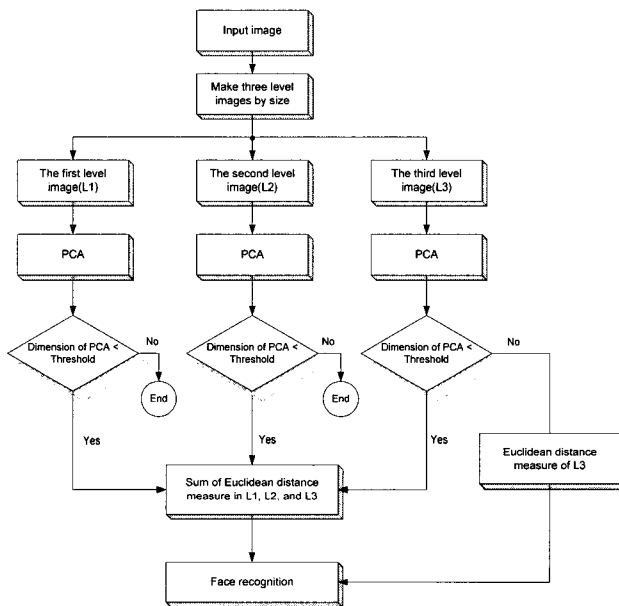 Input image
Make three level
images by size
The first level
image(L1)
The second level
image(L2)
The third level
image(L3)
PCA
PCA
PCA
Dimension of PCA <
Threshold
No
Dimension of PCA <
Threshold
No
Dimension of PCA <
Threshold
No
End
End
Yes
Yes
Yes
Euclidean distance
measure of L3
Sum of Euclidean distance
measure in L1, L2, and L3
Face recognition